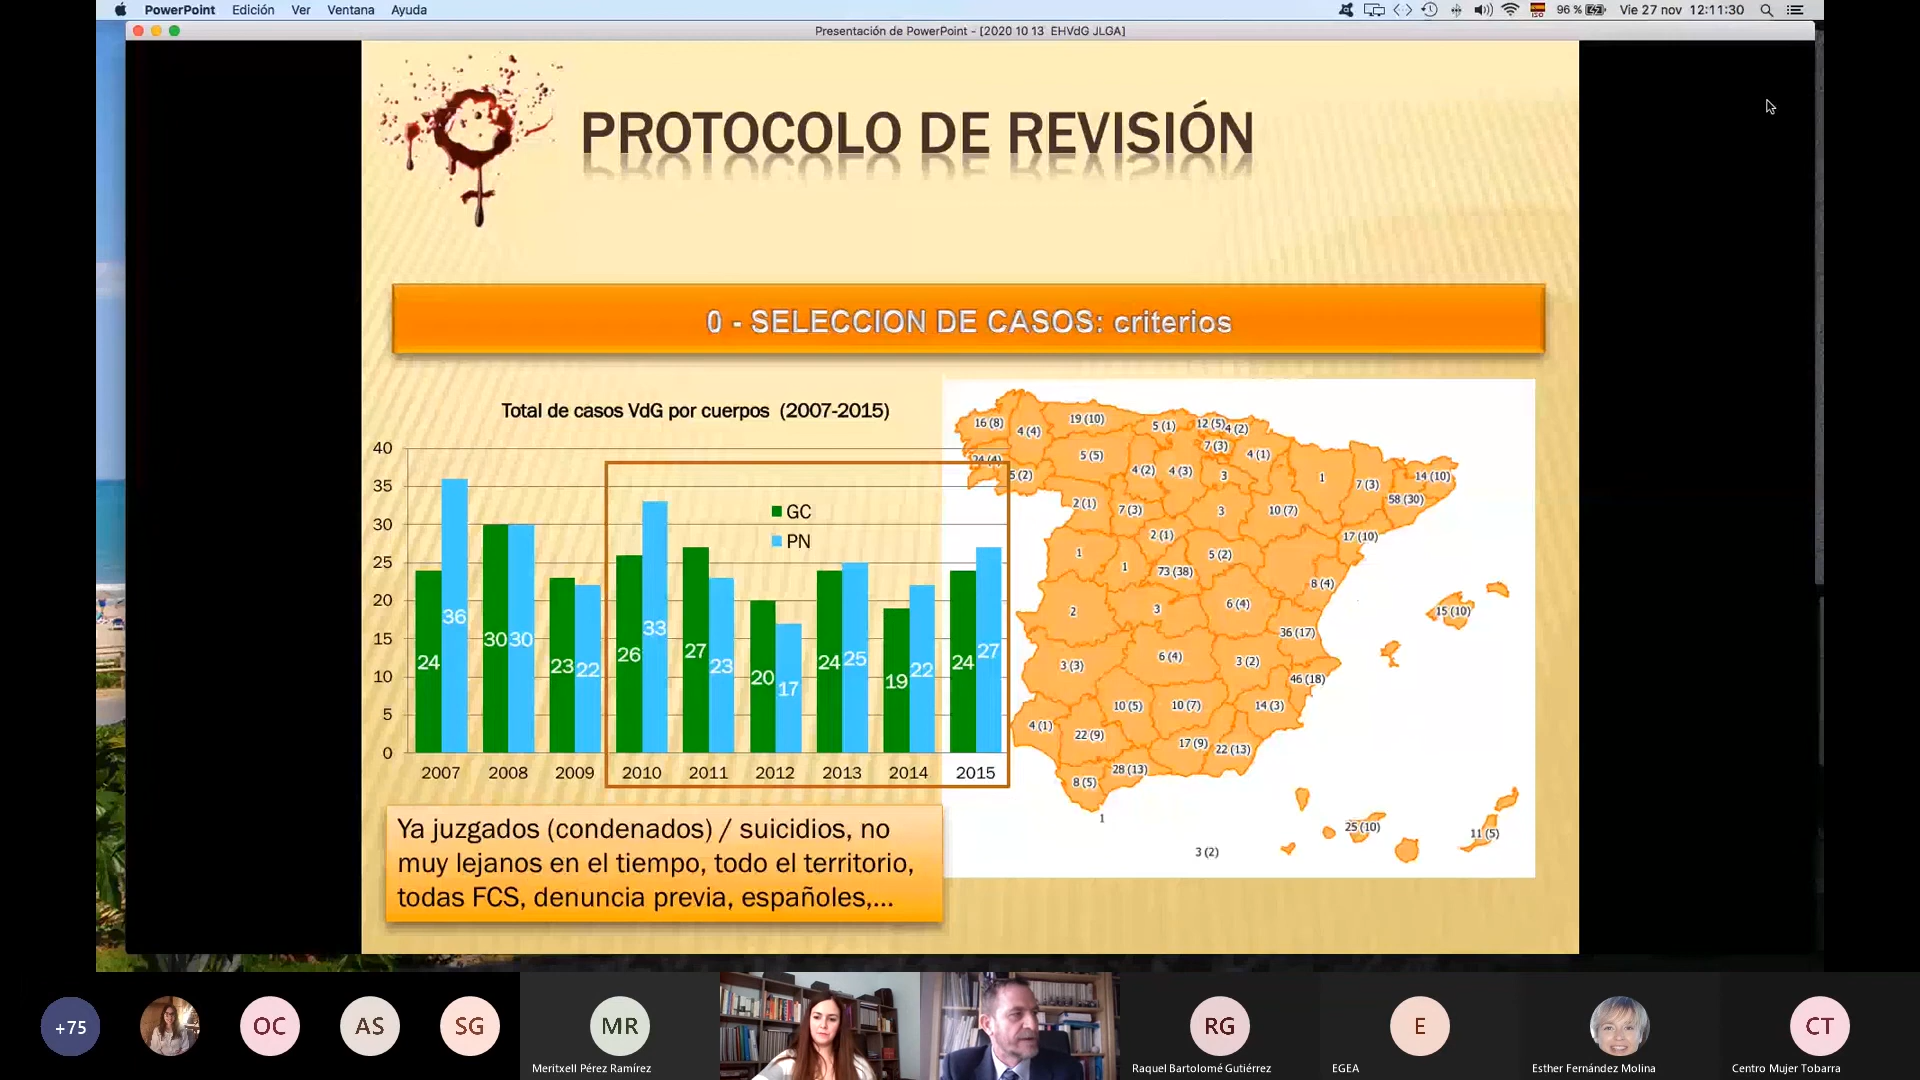 PowerPoint Edición Ver Ventana Ayuda
ISO 96 % Vie 27 nov 12:11:30
Presentación de PowerPoint - [2020 10 13 EHVdG JLGA]
PROTOCOLO DE REVISIÓN
0 - SELECCION DE CASOS: criterios
Total de casos VdG por cuerpos (2007-2015)
40
35
30
25
20
15
10
5
0
GC
PN
24 36 30 30 23 22 26 33 27 23 20 17 24 25 19 22 24 27
2007 2008 2009 2010 2011 2012 2013 2014 2015
16 (8) 4 (4) 19 (10) 5 (1) 12 (5) 4 (2)
7 (3) 4 (1)
24 (4) 5 (2) 5 (5) 4 (2) 4 (3) 3 1 7 (3) 14 (10)
58 (30)
2 (1) 7 (3) 3 10 (7)
2 (1) 17 (10)
1 1 73 (38) 5 (2)
8 (4)
2 3 6 (4) 15 (10)
36 (17)
3 (3) 6 (4) 3 (2)
46 (18)
10 (5) 10 (7) 14 (3)
4 (1) 22 (9) 17 (9) 22 (13)
28 (13)
8 (5)
1
25 (10) 11 (5)
3 (2)
Ya juzgados (condenados) / suicidios, no
muy lejanos en el tiempo, todo el territorio,
todas FCS, denuncia previa, españoles,...
+75 OC AS SG MR RG E CT
Meritxell Pérez Ramírez Raquel Bartolomé Gutiérrez EGEA Esther Fernández Molina Centro Mujer Tobarra